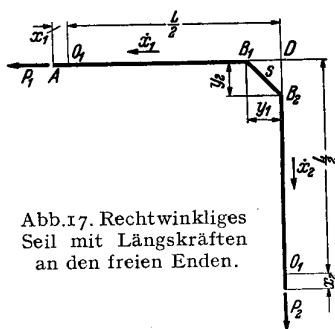 L/2
x₁ O₁ ẋ₁ B₁ D
P₁ A y₂ s B₂
y₁
L/2
ẋ₂
Abb.17. Rechtwinkliges
Seil mit Längskräften
an den freien Enden.
O₁
P₂